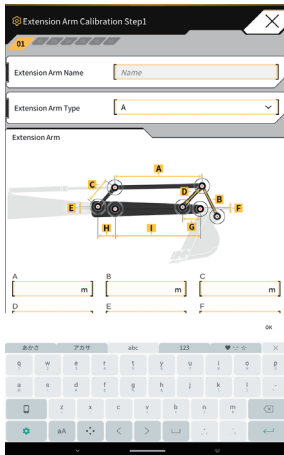 Extension Arm Calibration Step1
01
Extension Arm Name
Name
Extension Arm Type
A
Extension Arm
A
C
D
B
E
F
G
H
I
A
B
C
m
m
m
D
E
F
OK
あかさ
アカサ
abc
123
q w e r t y u i o p
a s d f g h j k l -
z x c v b n m
aA